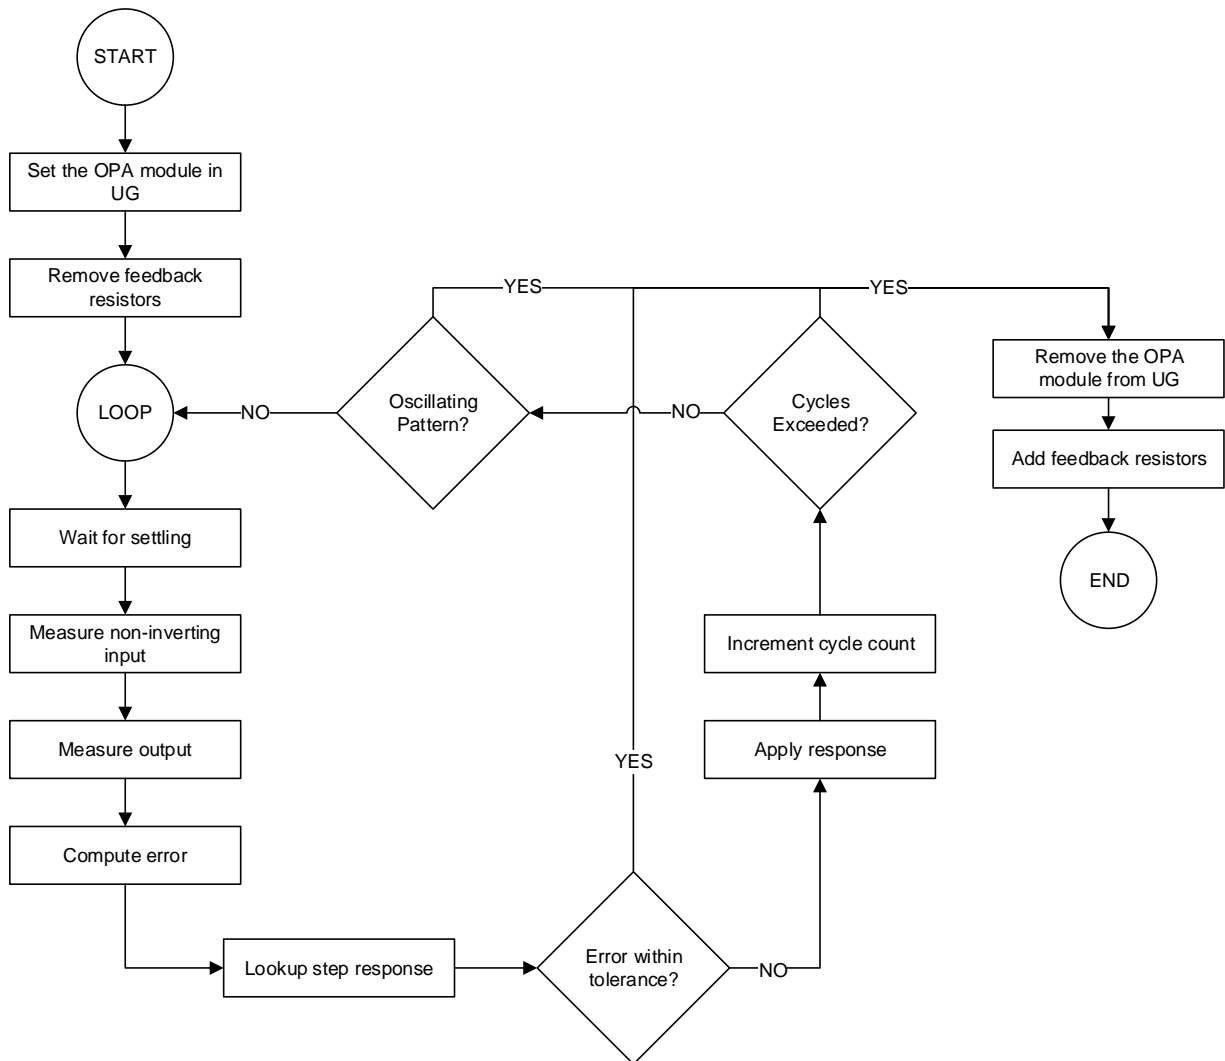 START
Set the OPA module in
UG
Remove feedback
resistors
LOOP
Wait for settling
Measure non-inverting
input
Measure output
Compute error
Lookup step response
Error within
tolerance?
YES
NO
Apply response
Increment cycle count
Cycles
Exceeded?
YES
NO
Oscillating
Pattern?
YES
NO
Remove the OPA
module from UG
Add feedback resistors
END